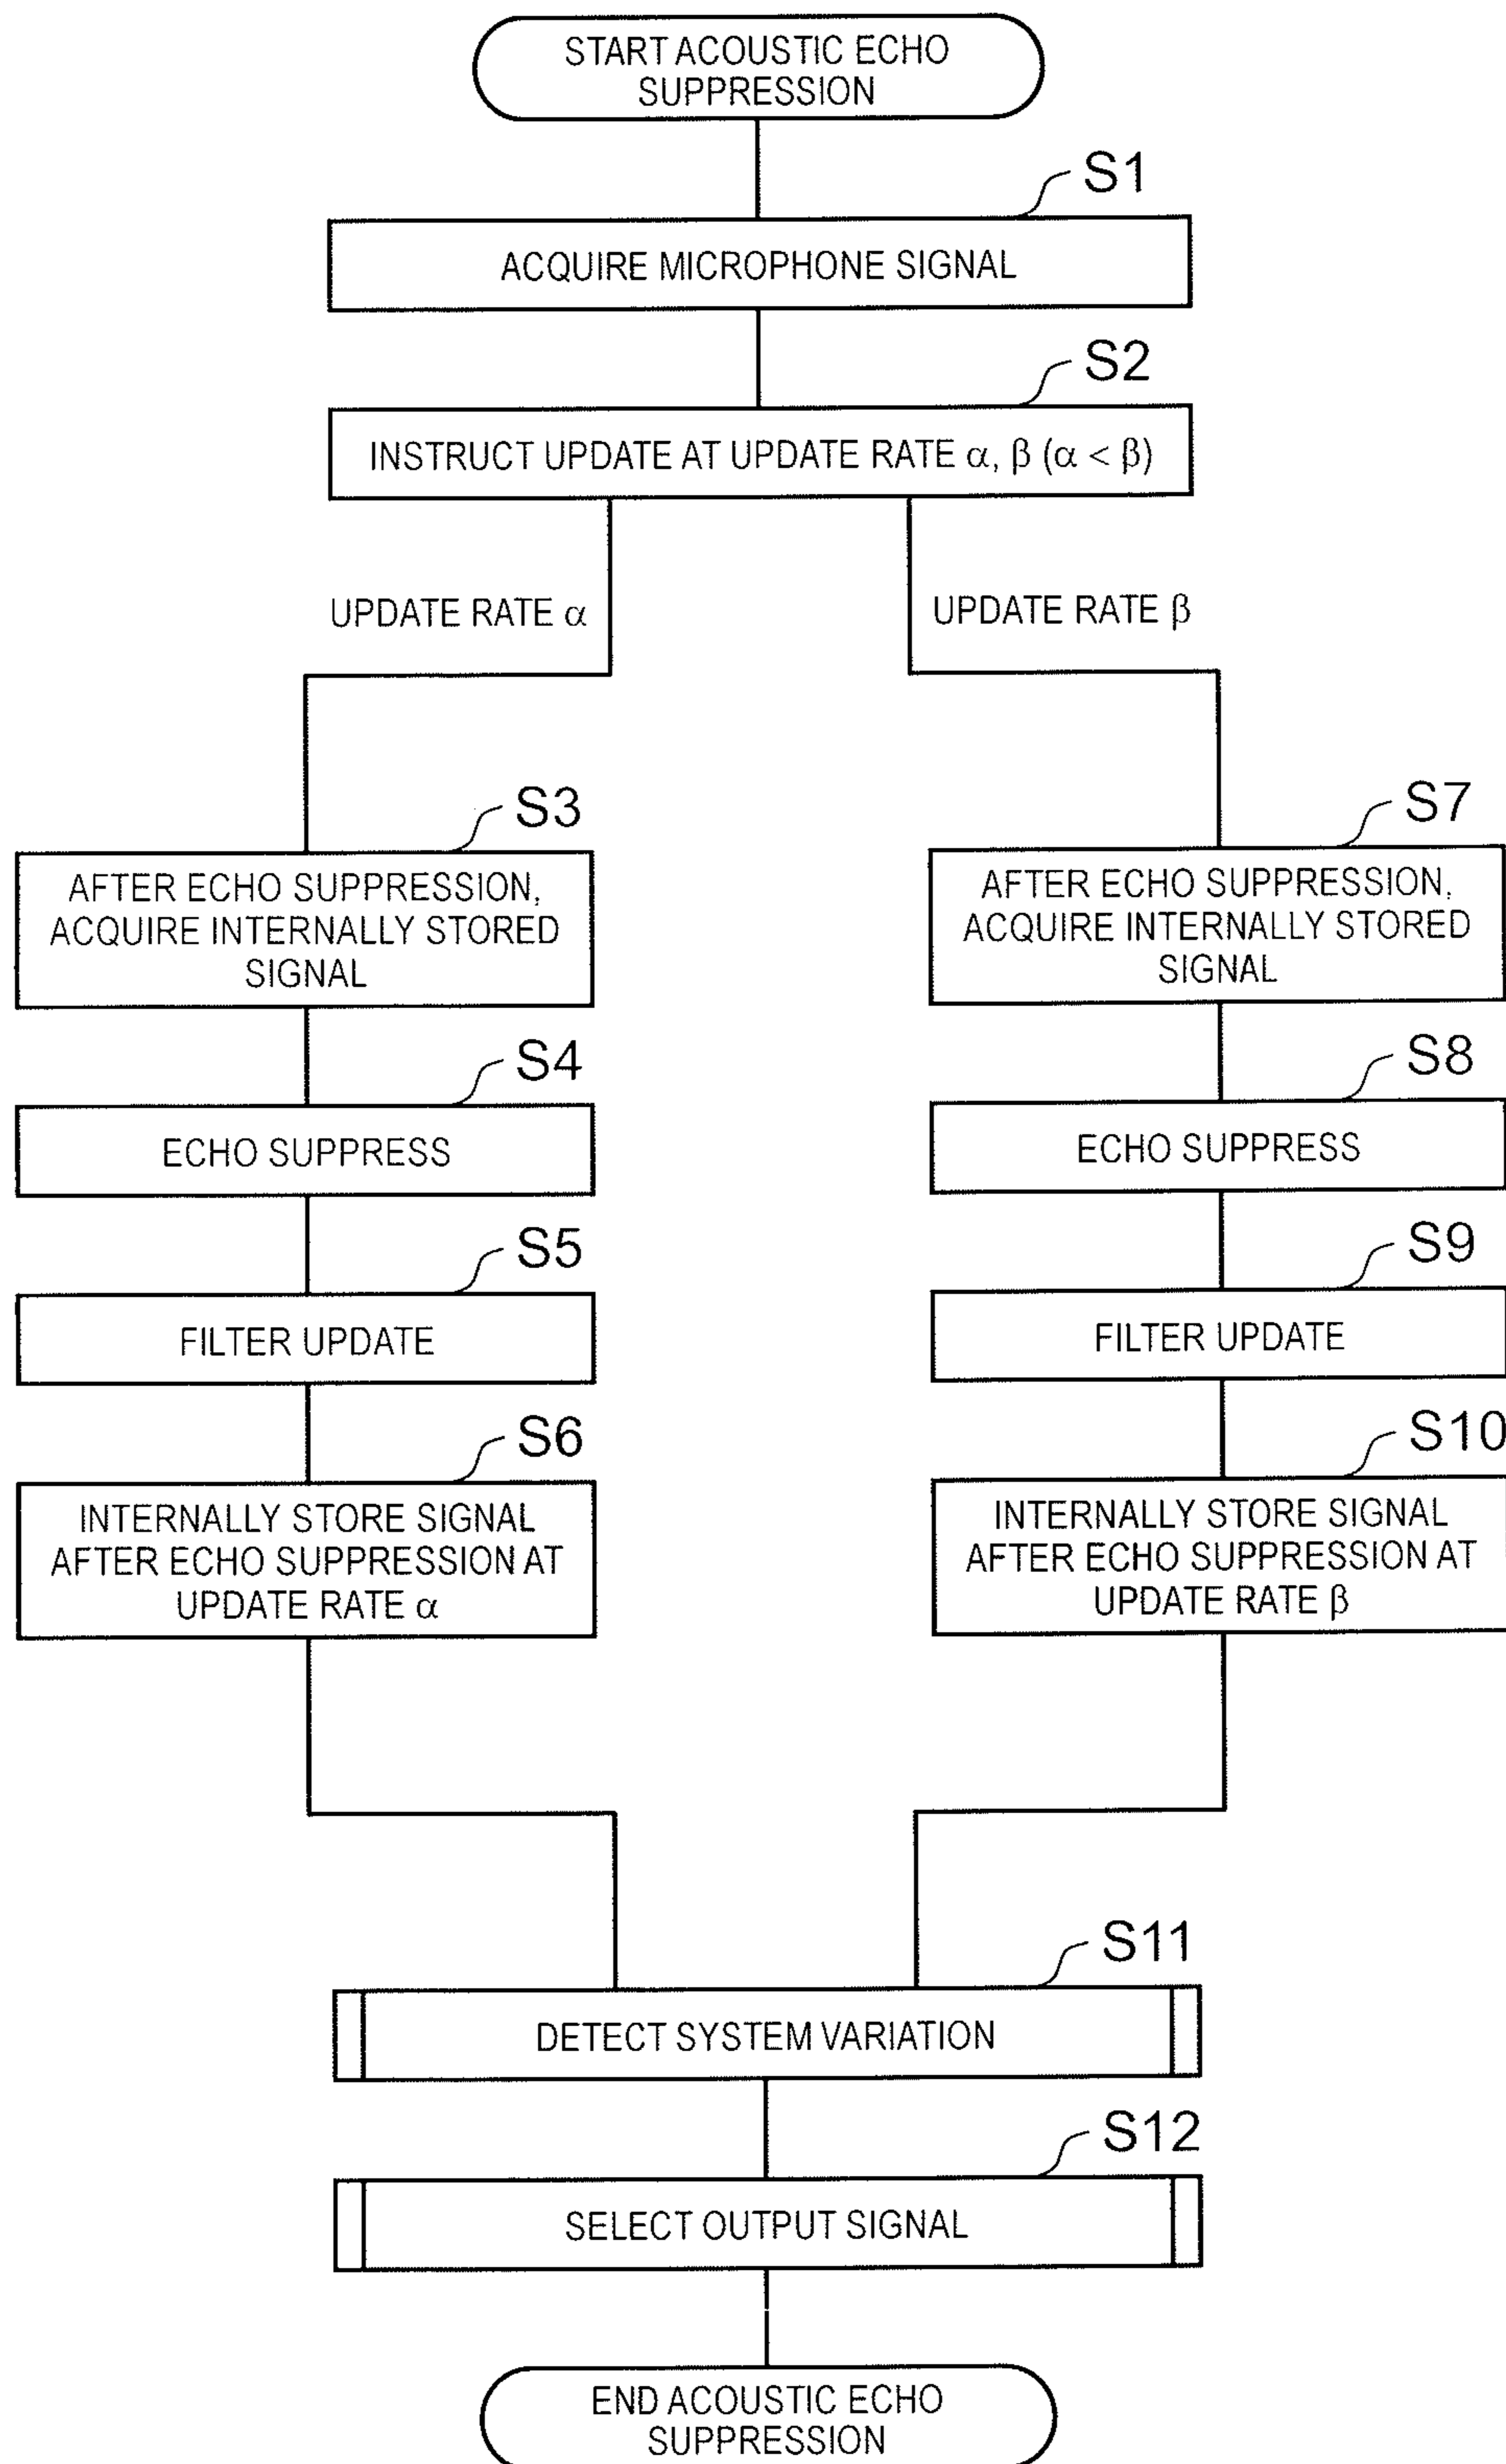 START ACOUSTIC ECHO
SUPPRESSION
S1
ACQUIRE MICROPHONE SIGNAL
S2
INSTRUCT UPDATE AT UPDATE RATE α, β (α < β)
UPDATE RATE α
UPDATE RATE β
S3
AFTER ECHO SUPPRESSION,
ACQUIRE INTERNALLY STORED
SIGNAL
S4
ECHO SUPPRESS
S5
FILTER UPDATE
S6
INTERNALLY STORE SIGNAL
AFTER ECHO SUPPRESSION AT
UPDATE RATE α
S7
AFTER ECHO SUPPRESSION,
ACQUIRE INTERNALLY STORED
SIGNAL
S8
ECHO SUPPRESS
S9
FILTER UPDATE
S10
INTERNALLY STORE SIGNAL
AFTER ECHO SUPPRESSION AT
UPDATE RATE β
S11
DETECT SYSTEM VARIATION
S12
SELECT OUTPUT SIGNAL
END ACOUSTIC ECHO
SUPPRESSION